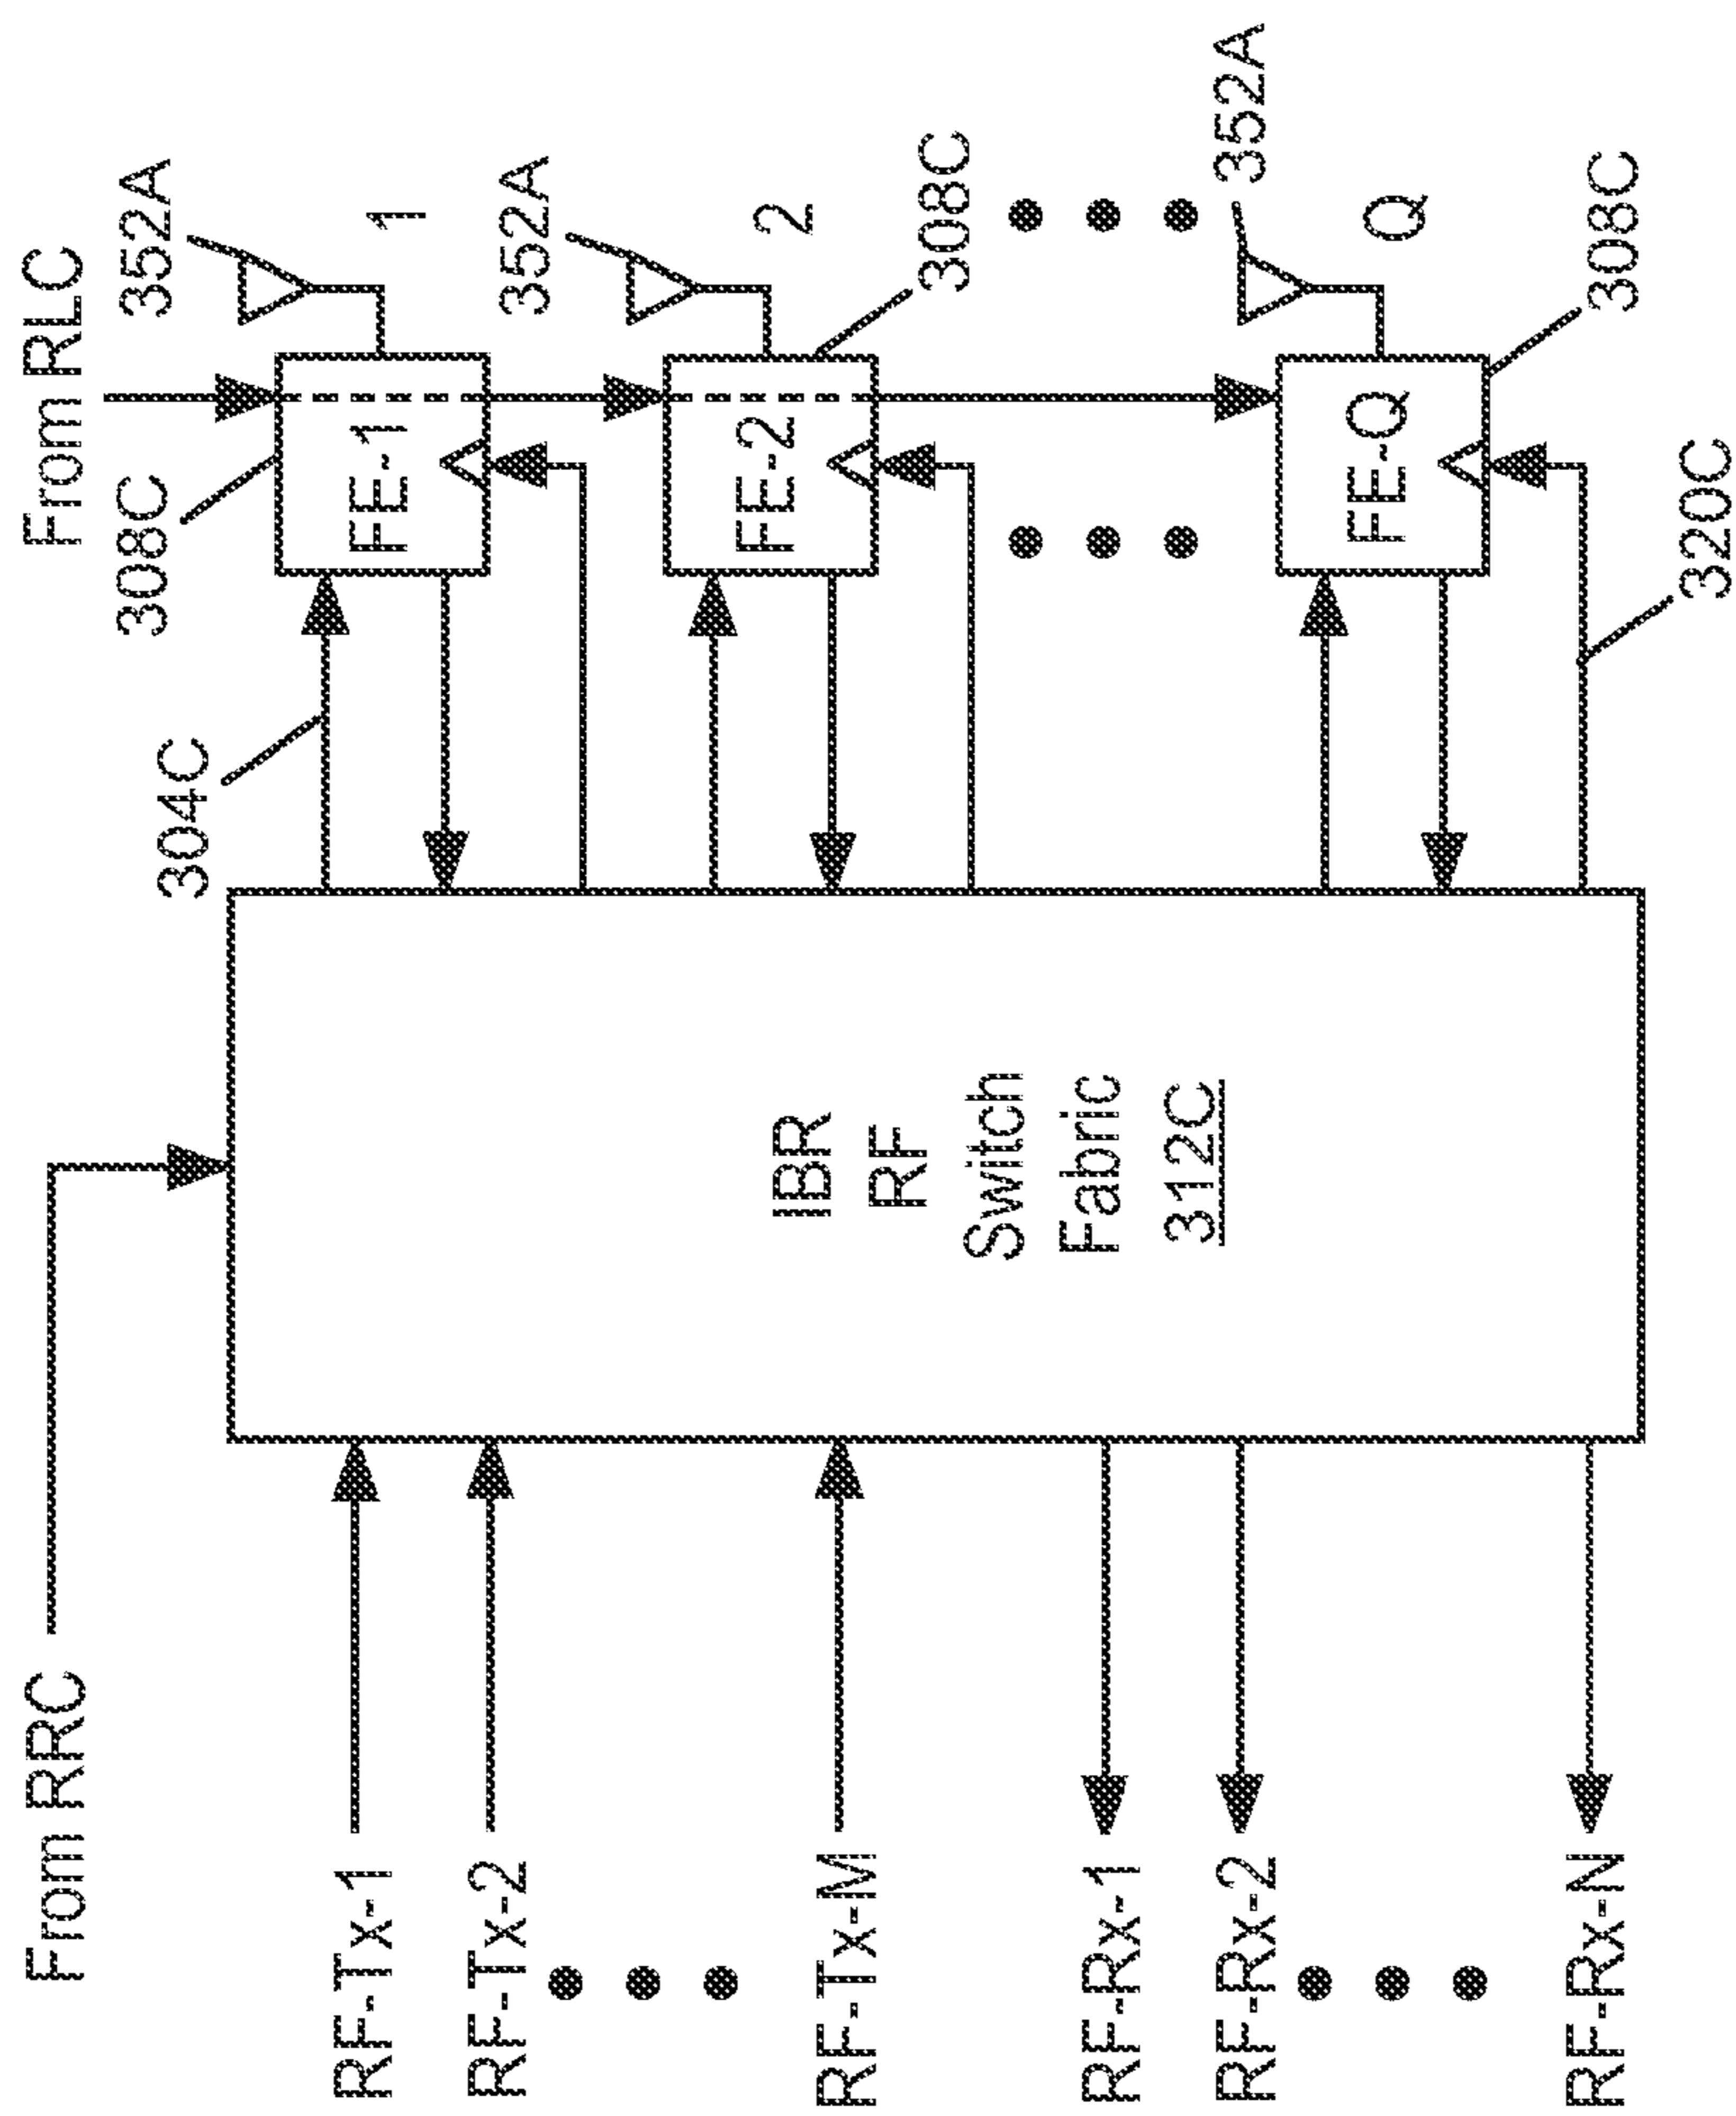 From RRC
From RLC
RF-Tx-1
RF-Tx-2
RF-Tx-M
RF-Rx-1
RF-Rx-2
RF-Rx-N
IBR
RF
Switch
Fabric
312C
304C
308C
352A
FE-1
1
352A
FE-2
2
308C
352A
FE-Q
Q
308C
320C